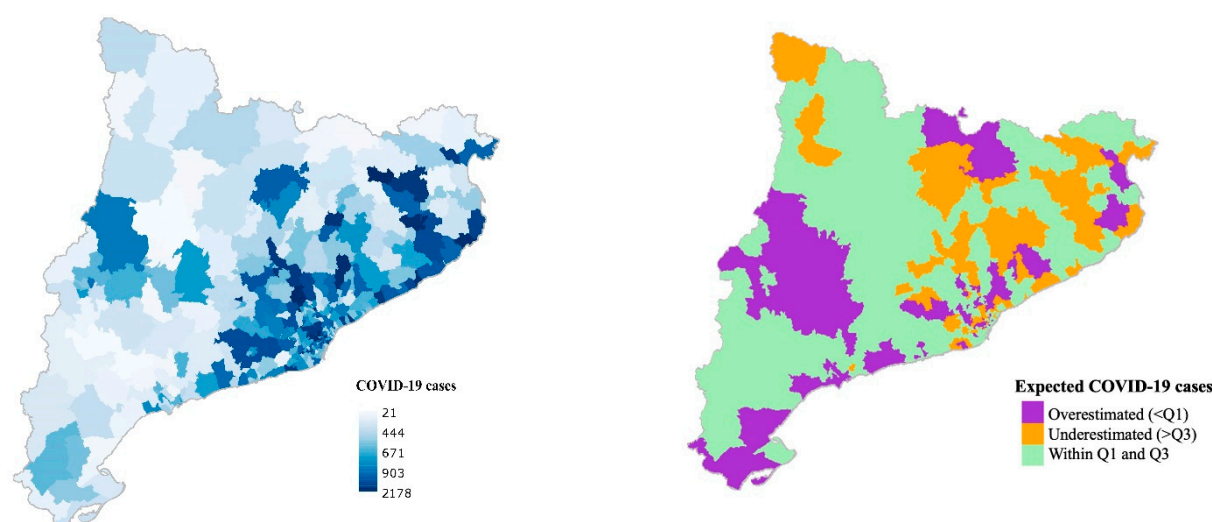 COVID-19 cases
21
444
671
903
2178
Expected COVID-19 cases
Overestimated (<Q1)
Underestimated (>Q3)
Within Q1 and Q3